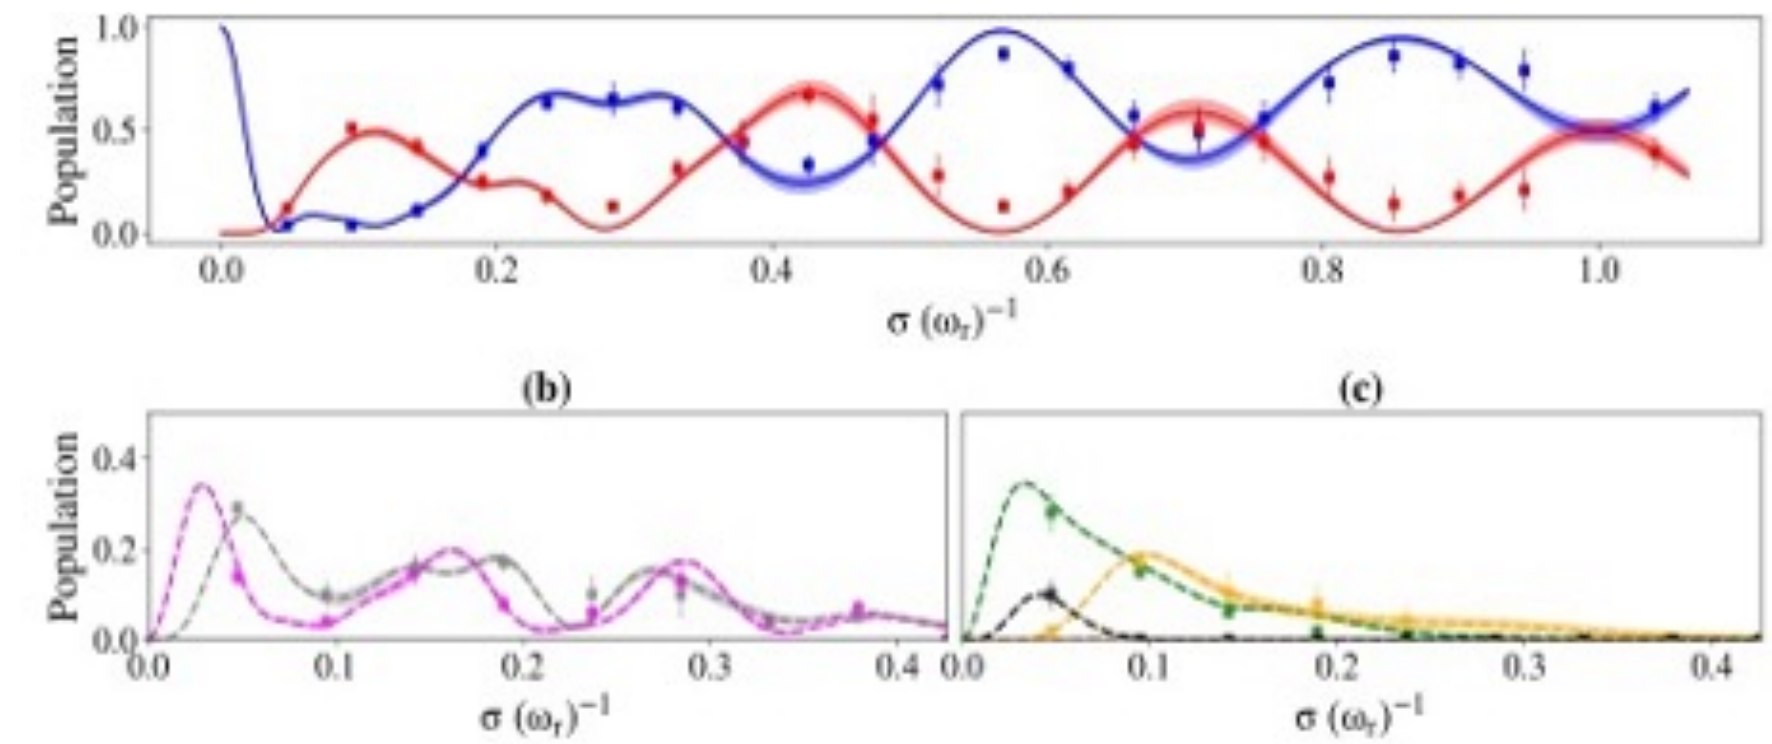 1.0
Population
0.5
0.0
0.0 0.2 0.4 0.6 0.8 1.0
σ (ωr)⁻¹
(b) (c)
0.4
Population
0.2
0.0
0.0 0.1 0.2 0.3 0.4 0.0 0.1 0.2 0.3 0.4
σ (ωr)⁻¹ σ (ωr)⁻¹